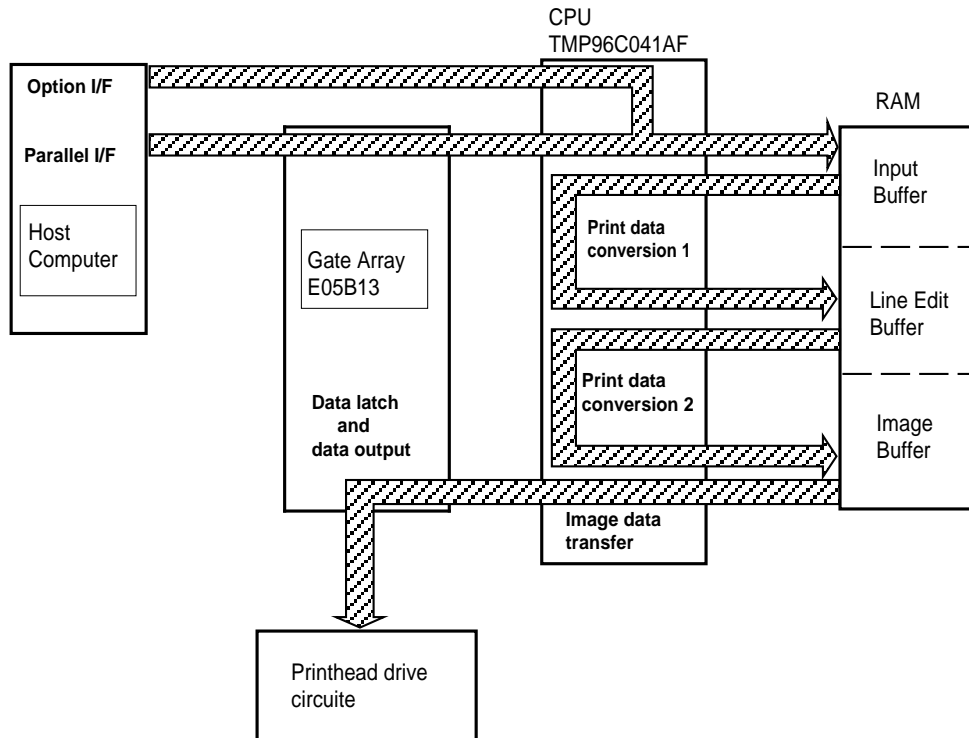 CPU
TMP96C041AF
Option I/F
Parallel I/F
Host
Computer
Gate Array
E05B13
Data latch
and
data output
Print data
conversion 1
Print data
conversion 2
Image data
transfer
RAM
Input
Buffer
Line Edit
Buffer
Image
Buffer
Printhead drive
circuite